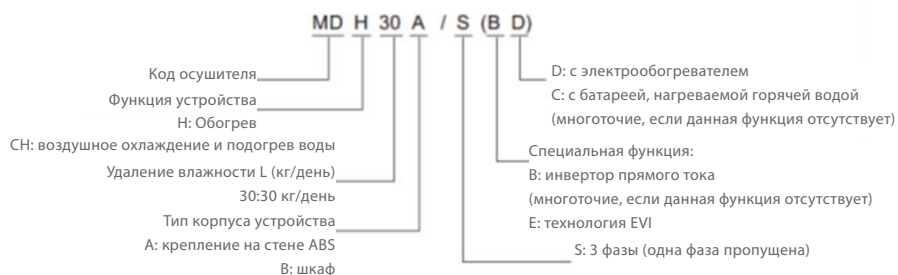 MD H 30 A / S (B D)
Код осушителя
Функция устройства
H: Обогрев
CH: воздушное охлаждение и подогрев воды
Удаление влажности L (кг/день)
30:30 кг/день
Тип корпуса устройства
A: крепление на стене ABS
B: шкаф
D: с электрообогревателем
C: с батареей, нагреваемой горячей водой
(многоточие, если данная функция отсутствует)
Специальная функция:
B: инвертор прямого тока
(многоточие, если данная функция отсутствует)
E: технология EVI
S: 3 фазы (одна фаза пропущена)